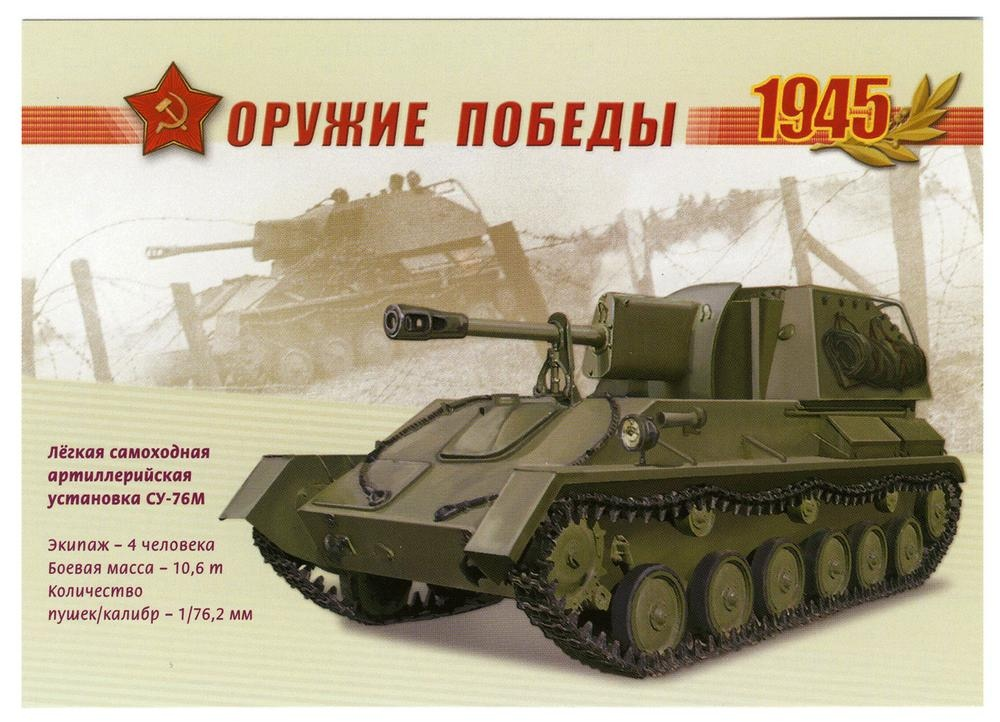 ОРУЖИЕ ПОБЕДЫ
1945
Лёгкая самоходная
артиллерийская
установка СУ-76М
Экипаж – 4 человека
Боевая масса – 10,6 т
Количество
пушек/калибр – 1/76,2 мм